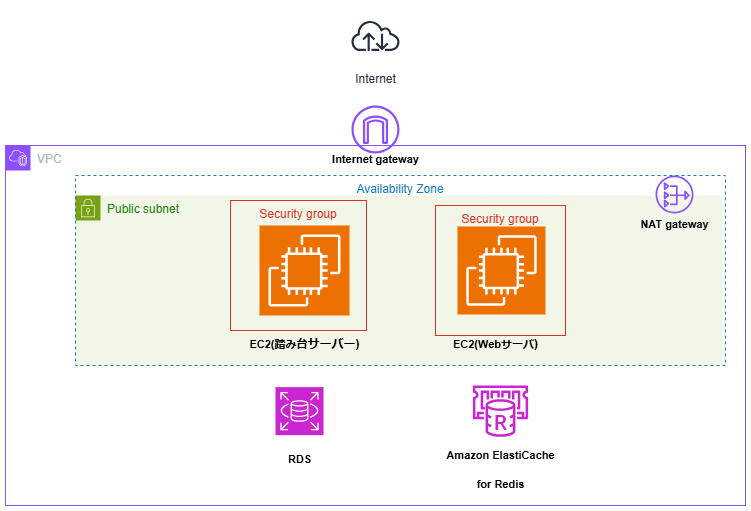 Internet
Internet gateway
VPC
Availability Zone
Public subnet
Security group
Security group
NAT gateway
EC2(踏み台サーバー)
EC2(Webサーバ)
R
RDS
Amazon ElastiCache
for Redis